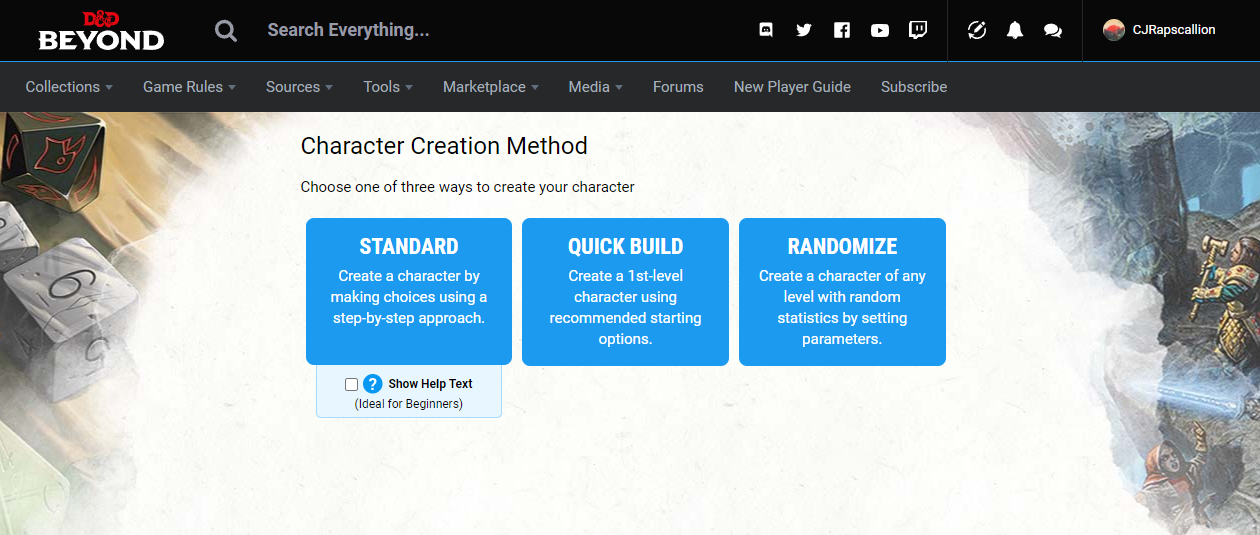 D&D
BEYOND
Search Everything...
CJRapscallion
Collections Game Rules Sources Tools Marketplace Media Forums New Player Guide Subscribe
Character Creation Method
Choose one of three ways to create your character
STANDARD
Create a character by
making choices using a
step-by-step approach.
QUICK BUILD
Create a 1st-level
character using
recommended starting
options.
RANDOMIZE
Create a character of any
level with random
statistics by setting
parameters.
? Show Help Text
(Ideal for Beginners)